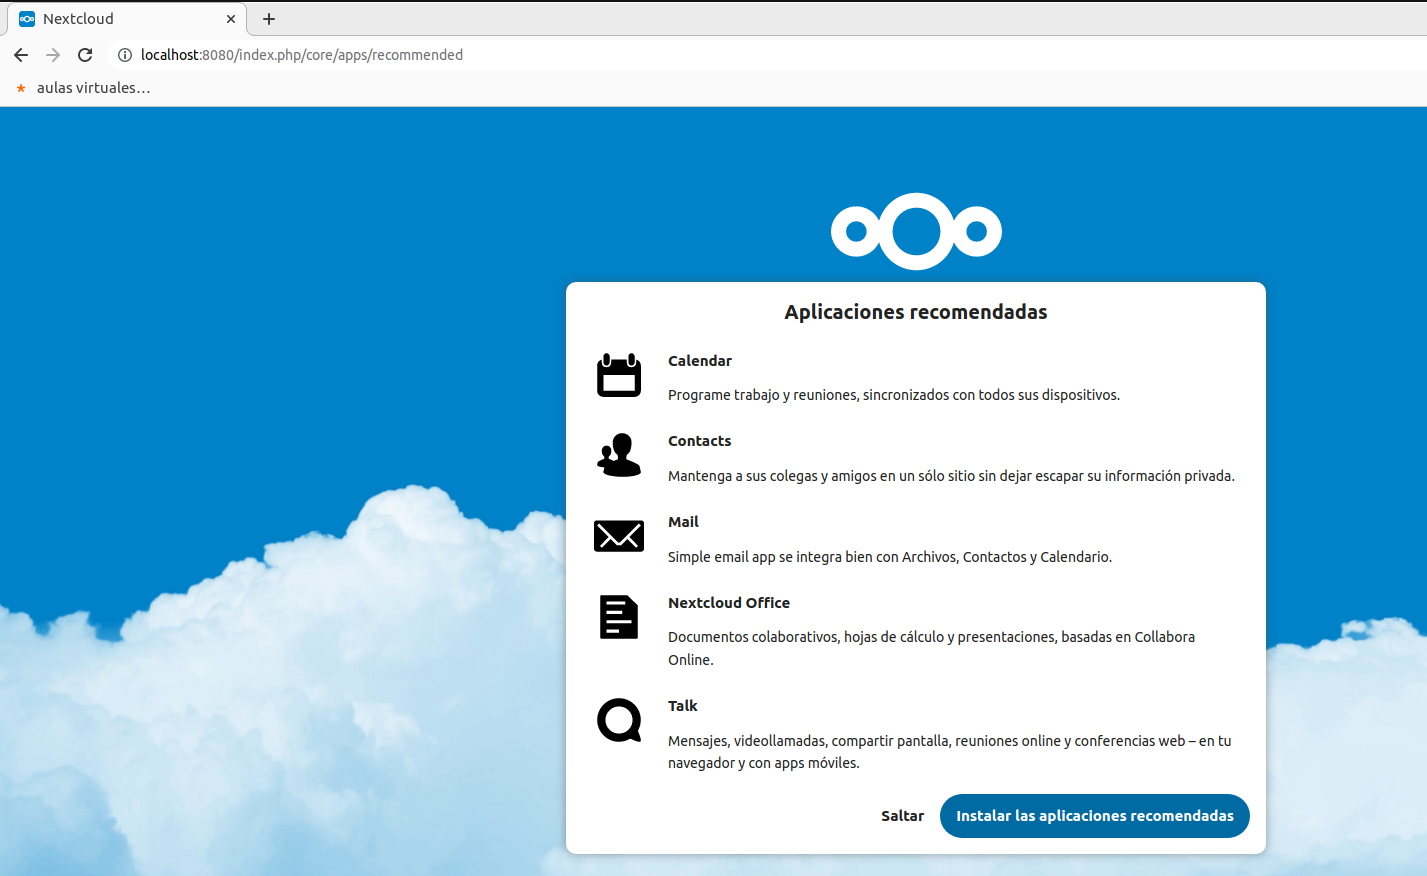 Nextcloud
localhost:8080/index.php/core/apps/recommended
aulas virtuales…
Aplicaciones recomendadas
Calendar
Programe trabajo y reuniones, sincronizados con todos sus dispositivos.
Contacts
Mantenga a sus colegas y amigos en un sólo sitio sin dejar escapar su información privada.
Mail
Simple email app se integra bien con Archivos, Contactos y Calendario.
Nextcloud Office
Documentos colaborativos, hojas de cálculo y presentaciones, basadas en Collabora
Online.
Talk
Mensajes, videollamadas, compartir pantalla, reuniones online y conferencias web – en tu
navegador y con apps móviles.
Saltar Instalar las aplicaciones recomendadas